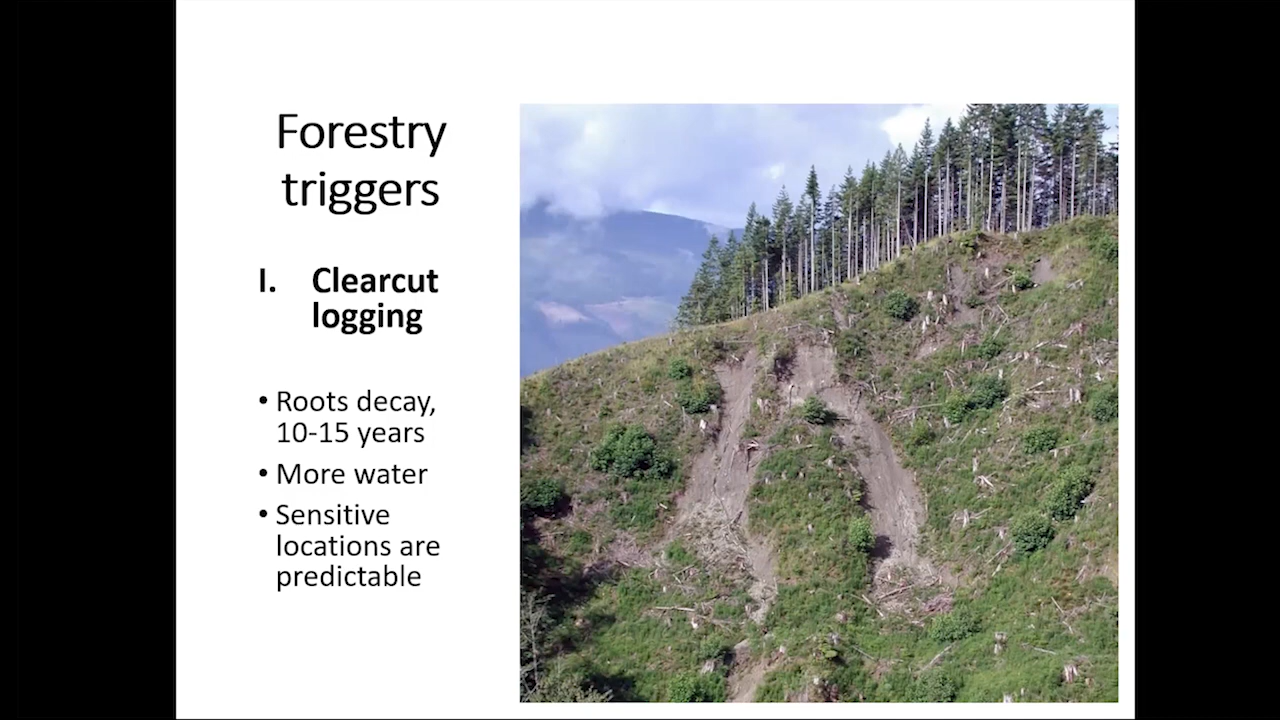 Forestry
triggers
I. Clearcut
logging
• Roots decay,
10-15 years
• More water
• Sensitive
locations are
predictable